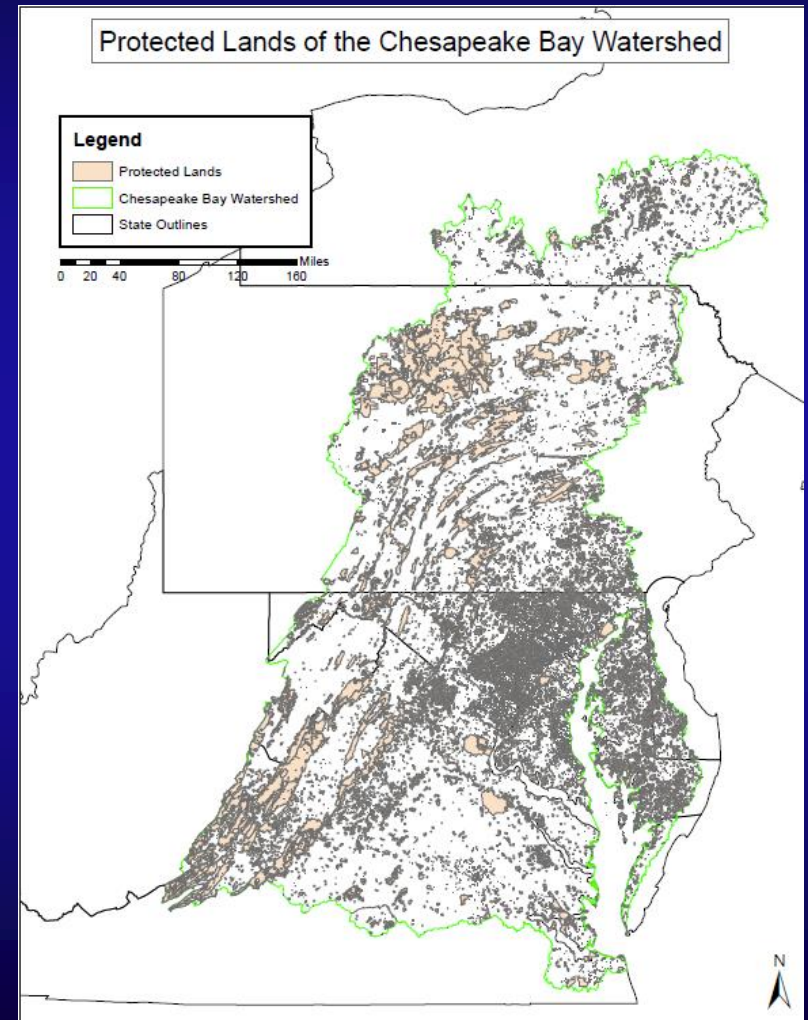 Protected Lands of the Chesapeake Bay Watershed
Legend
Protected Lands
Chesapeake Bay Watershed
State Outlines
Miles
0 20 40 80 120 160
N